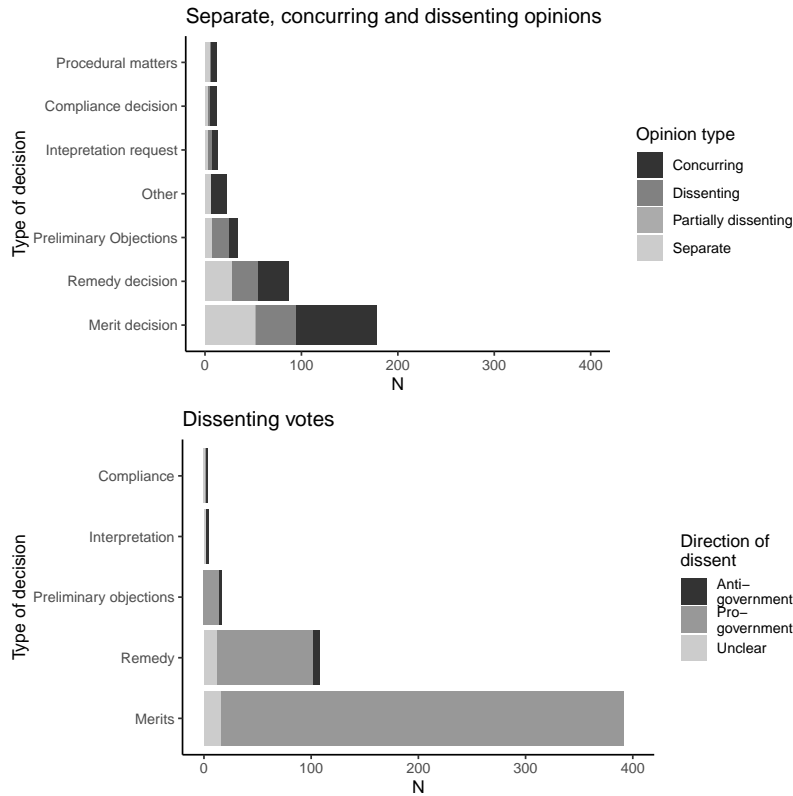 Separate, concurring and dissenting opinions
Type of decision
Procedural matters
Compliance decision
Intepretation request
Other
Preliminary Objections
Remedy decision
Merit decision
0 100 200 300 400
N
Opinion type
Concurring
Dissenting
Partially dissenting
Separate
Dissenting votes
Type of decision
Compliance
Interpretation
Preliminary objections
Remedy
Merits
0 100 200 300 400
N
Direction of
dissent
Anti−
government
Pro−
government
Unclear